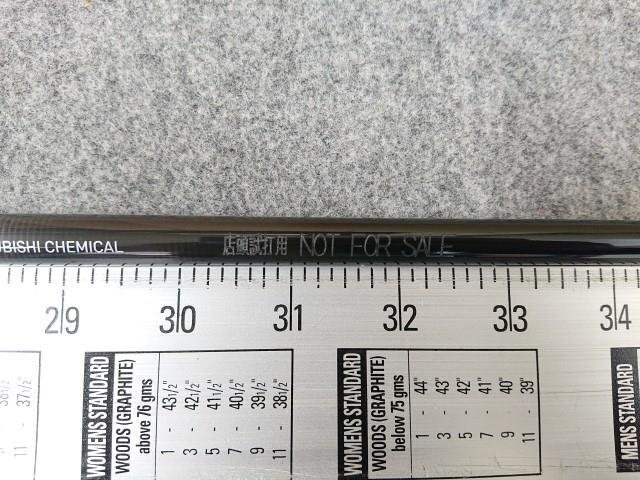 BISHI CHEMICAL 店頭試打用 NOT FOR SALE
29 30 31 32 33 34
37½"
WOMENS STANDARD
WOODS (GRAPHITE)
above 76 gms
1 - 43½"
3 - 42½"
5 - 41½"
7 - 40½"
9 - 39½"
11 - 38½"
WOMENS STANDARD
WOODS (GRAPHITE)
below 75 gms
1 - 44"
3 - 43"
5 - 42"
7 - 41"
9 - 40"
11 - 39"
MENS STANDARD